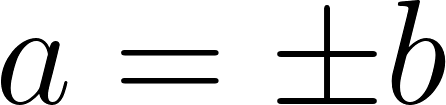 a = ±b